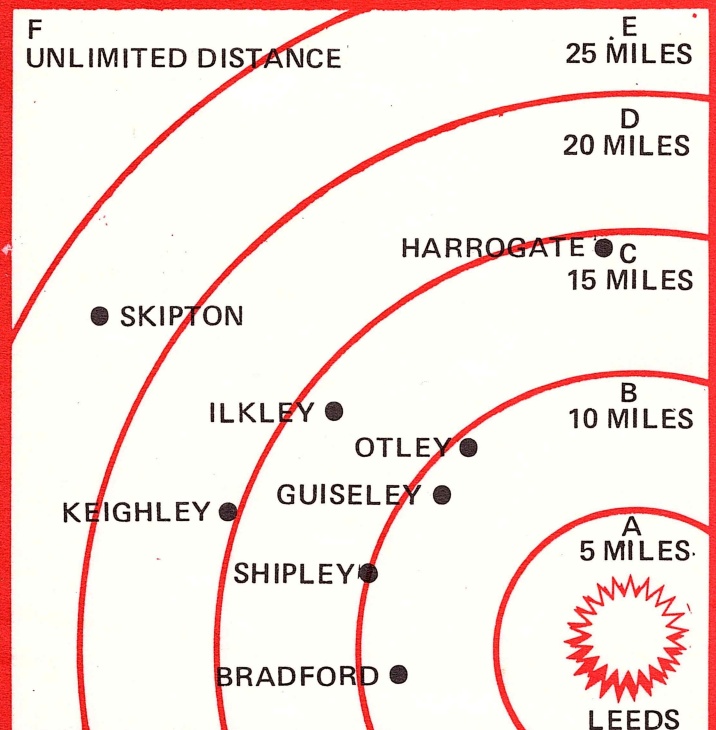 F
UNLIMITED DISTANCE
E
25 MILES
D
20 MILES
HARROGATE
C
15 MILES
SKIPTON
ILKLEY
B
10 MILES
OTLEY
GUISELEY
KEIGHLEY
A
5 MILES
SHIPLEY
BRADFORD
LEEDS